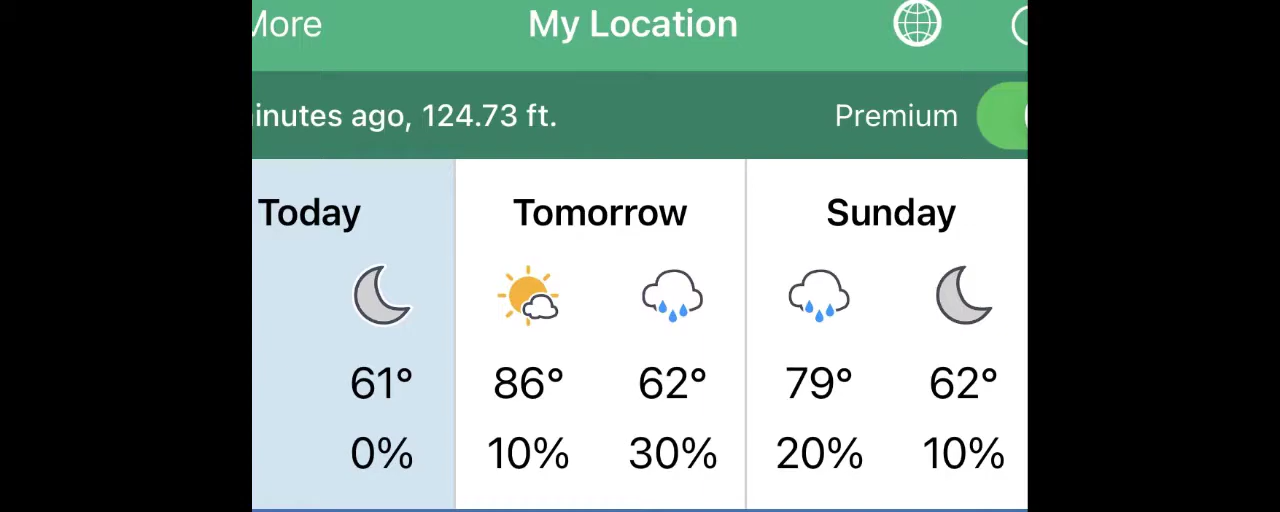 More My Location
inutes ago, 124.73 ft. Premium
Today Tomorrow Sunday
61° 86° 62° 79° 62°
0% 10% 30% 20% 10%